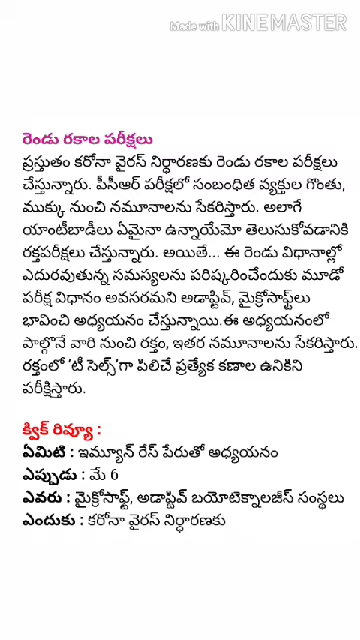 Made with KINEMASTER
రెండు రకాల పరీక్షలు
ప్రస్తుతం కరోనా వైరస్ నిర్ధారణకు రెండు రకాల పరీక్షలు
చేస్తున్నారు. పీసీఆర్ పరీక్షలో సంబంధిత వ్యక్తుల గొంతు,
ముక్కు నుంచి నమూనాలను సేకరిస్తారు. అలాగే
యాంటీబాడీలు ఏమైనా ఉన్నాయేమో తెలుసుకోవడానికి
రక్తపరీక్షలు చేస్తున్నారు. అయితే... ఈ రెండు విధానాల్లో
ఎదురవుతున్న సమస్యలను పరిష్కరించేందుకు మూడో
పరీక్ష విధానం అవసరమని అడాప్టివ్, మైక్రోసాఫ్ట్‌లు
భావించి అధ్యయనం చేస్తున్నాయి.ఈ అధ్యయనంలో
పాల్గొనే వారి నుంచి రక్తం, ఇతర నమూనాలను సేకరిస్తారు.
రక్తంలో ‘టీ సెల్స్’గా పిలిచే ప్రత్యేక కణాల ఉనికిని
పరీక్షిస్తారు.
క్విక్ రివ్యూ :
ఏమిటి : ఇమ్యూన్ రేస్ పేరుతో అధ్యయనం
ఎప్పుడు : మే 6
ఎవరు : మైక్రోసాఫ్ట్, అడాప్టివ్ బయోటెక్నాలజీస్ సంస్థలు
ఎందుకు : కరోనా వైరస్ నిర్ధారణకు